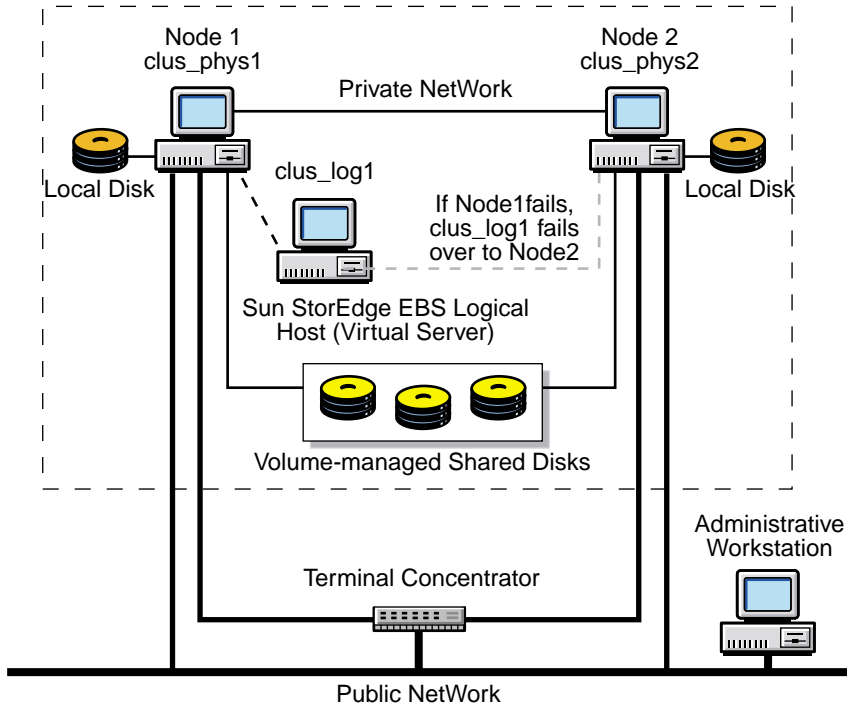 Node 1
clus_phys1
Node 2
clus_phys2
Private NetWork
Local Disk
clus_log1
Local Disk
If Node1fails,
clus_log1 fails
over to Node2
Sun StorEdge EBS Logical
Host (Virtual Server)
Volume-managed Shared Disks
Administrative
Workstation
Terminal Concentrator
Public NetWork